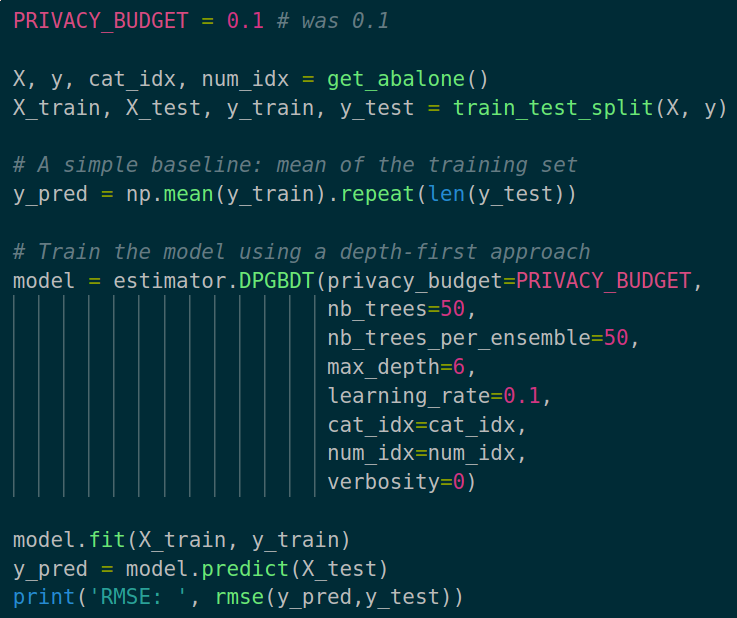 PRIVACY_BUDGET = 0.1 # was 0.1
X, y, cat_idx, num_idx = get_abalone()
X_train, X_test, y_train, y_test = train_test_split(X, y)
# A simple baseline: mean of the training set
y_pred = np.mean(y_train).repeat(len(y_test))
# Train the model using a depth-first approach
model = estimator.DPGBDT(privacy_budget=PRIVACY_BUDGET,
nb_trees=50,
nb_trees_per_ensemble=50,
max_depth=6,
learning_rate=0.1,
cat_idx=cat_idx,
num_idx=num_idx,
verbosity=0)
model.fit(X_train, y_train)
y_pred = model.predict(X_test)
print('RMSE: ', rmse(y_pred,y_test))